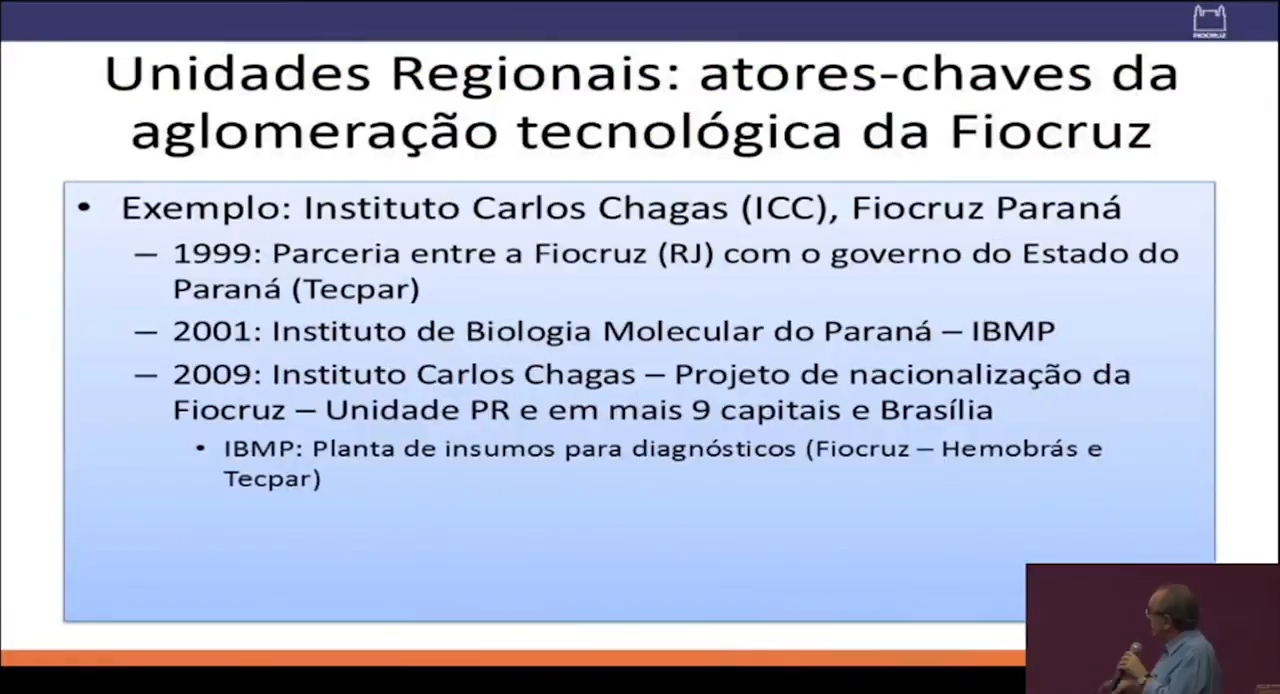 FIOCRUZ
Unidades Regionais: atores-chaves da
aglomeração tecnológica da Fiocruz
• Exemplo: Instituto Carlos Chagas (ICC), Fiocruz Paraná
– 1999: Parceria entre a Fiocruz (RJ) com o governo do Estado do
Paraná (Tecpar)
– 2001: Instituto de Biologia Molecular do Paraná – IBMP
– 2009: Instituto Carlos Chagas – Projeto de nacionalização da
Fiocruz – Unidade PR e em mais 9 capitais e Brasília
• IBMP: Planta de insumos para diagnósticos (Fiocruz – Hemobrás e
Tecpar)